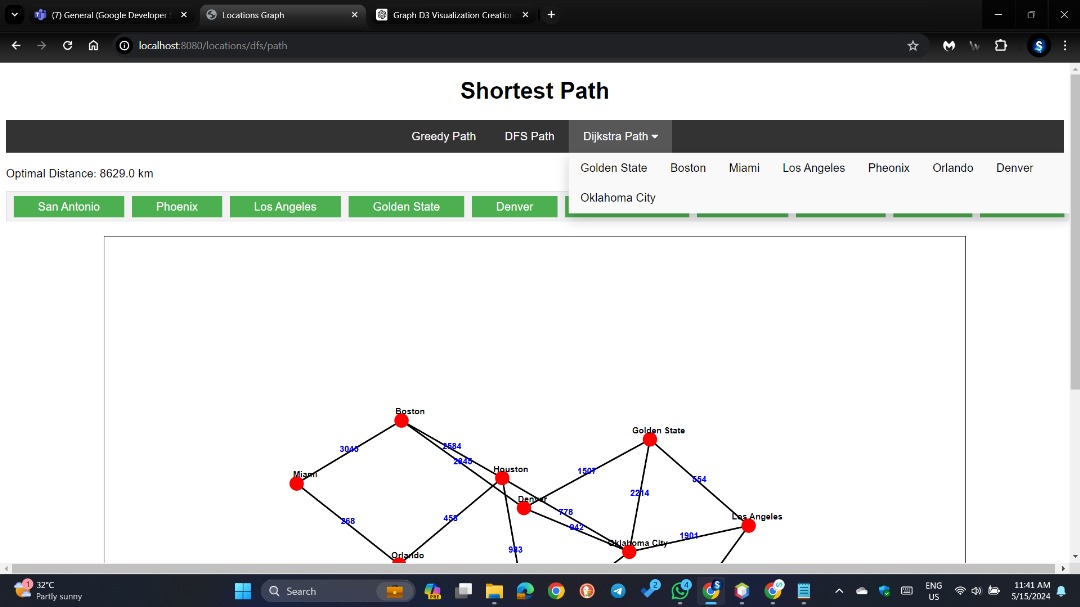 (7) General (Google Developer
Locations Graph
Graph D3 Visualization Creation
localhost:8080/locations/dfs/path
Shortest Path
Greedy Path DFS Path Dijkstra Path
Optimal Distance: 8629.0 km
Golden State Boston Miami Los Angeles Pheonix Orlando Denver
Oklahoma City
San Antonio Phoenix Los Angeles Golden State Denver
Boston
Golden State
3045
2584
2845
Miami
Houston
1507
554
2214
Denver
778
942
Los Angeles
268
458
1901
Oklahoma City
983
Orlando
32°C
Partly sunny
Search
ENG
US
11:41 AM
5/15/2024